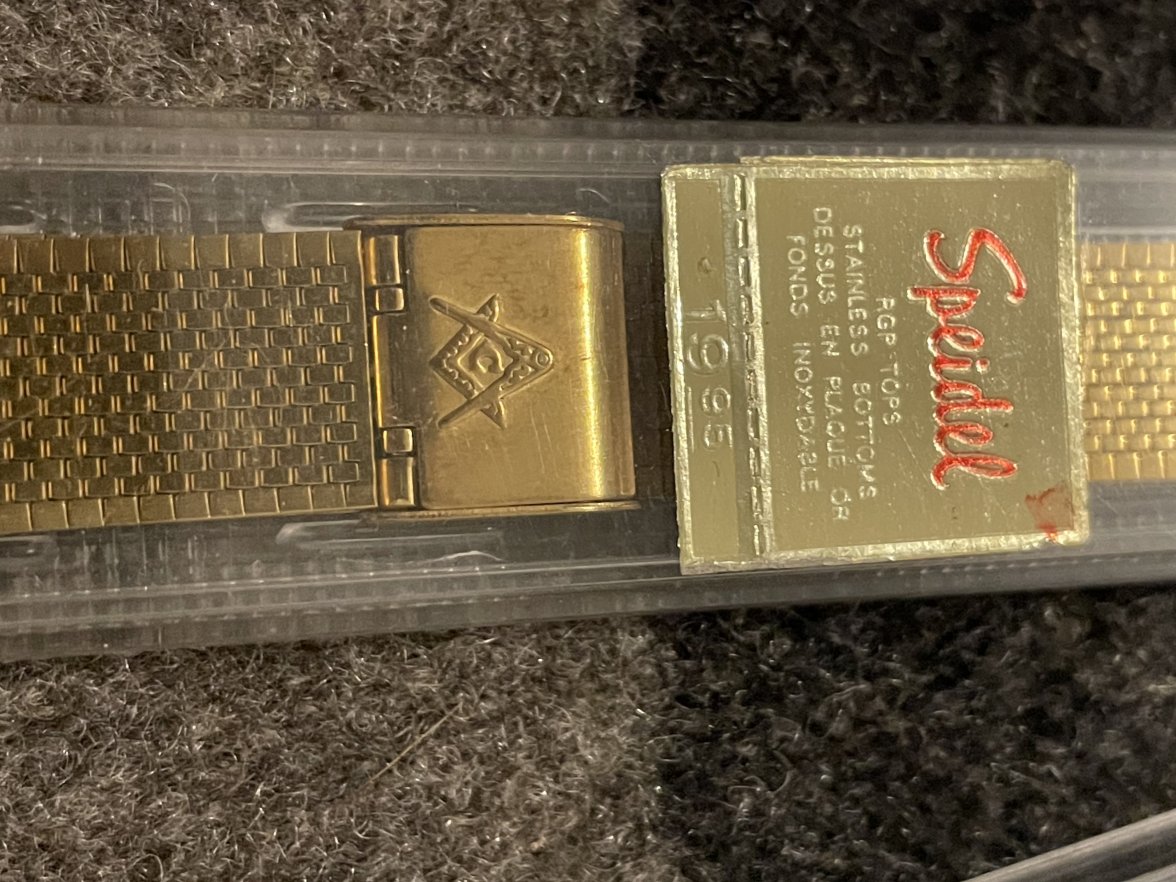 G
Speidel
RGP TOPS
STAINLESS BOTTOMS
DESSUS EN PLAQUE OR
FONDS INOXYDABLE
1995